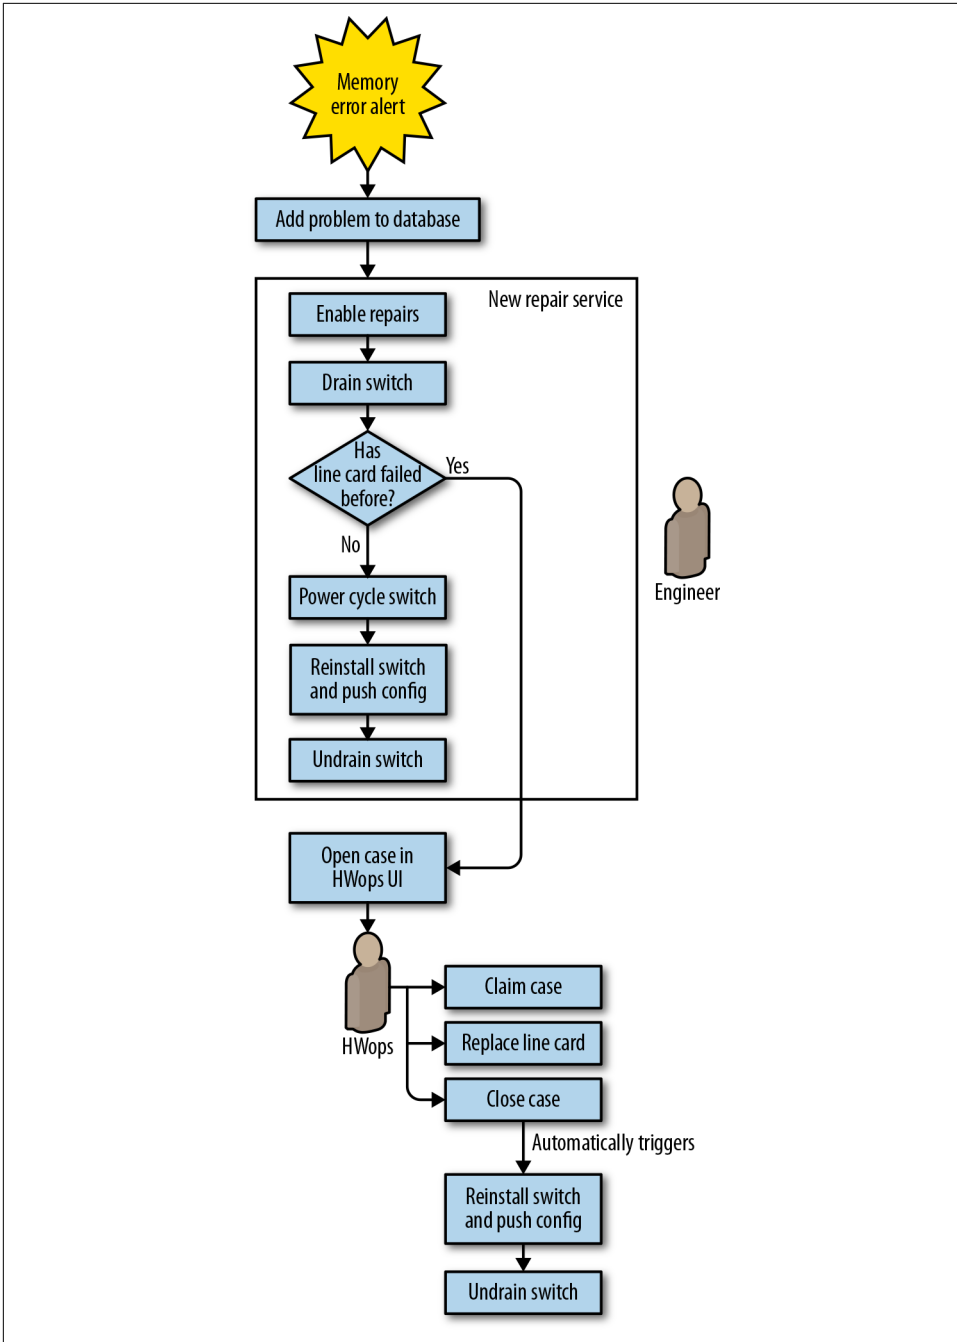 Memory
error alert
Add problem to database
New repair service
Enable repairs
Drain switch
Has
line card failed
before?
Yes
No
Power cycle switch
Engineer
Reinstall switch
and push config
Undrain switch
Open case in
HWops UI
HWops
Claim case
Replace line card
Close case
Automatically triggers
Reinstall switch
and push config
Undrain switch